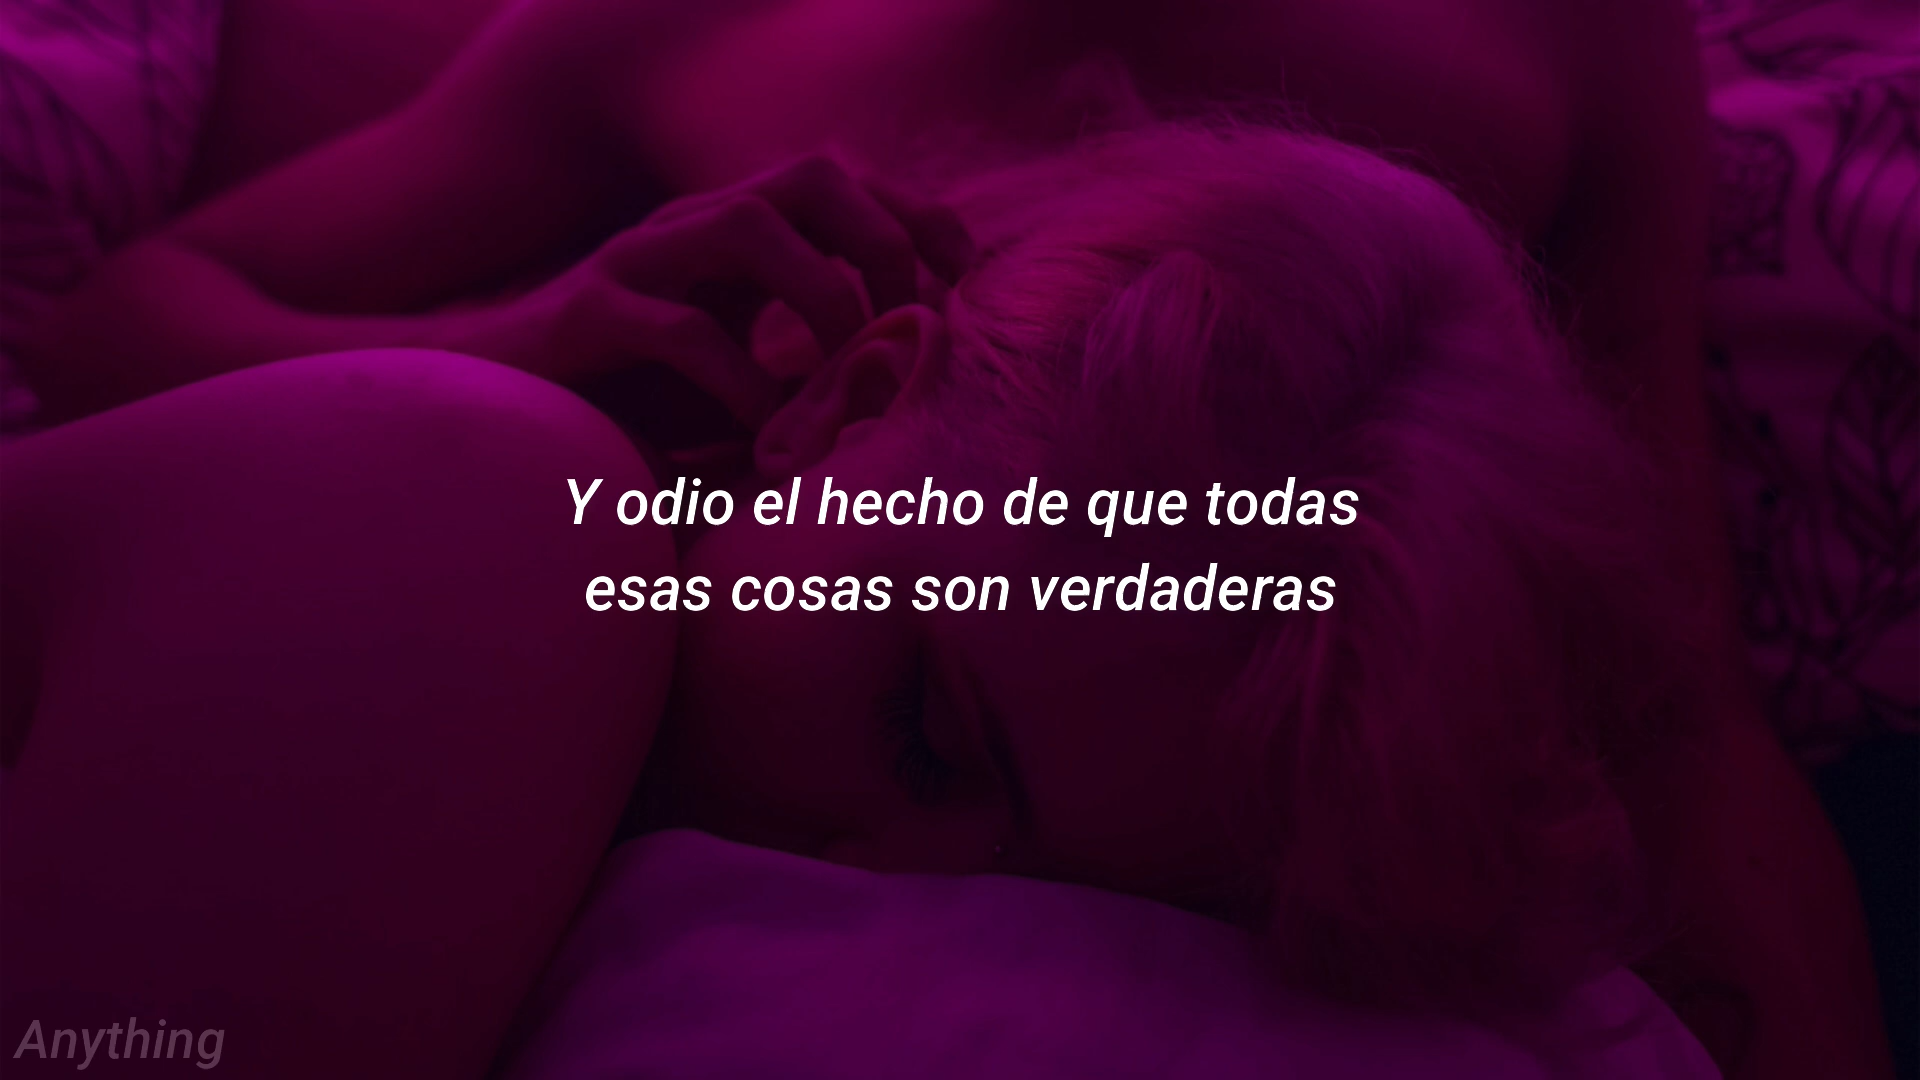 Y odio el hecho de que todas
esas cosas son verdaderas
Anything